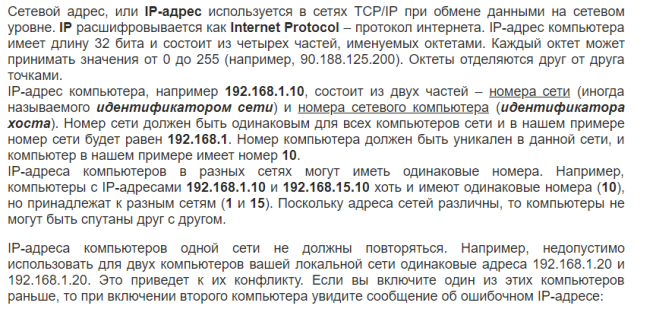 Сетевой адрес, или IP-адрес используется в сетях TCP/IP при обмене данными на сетевом
уровне. IP расшифровывается как Internet Protocol – протокол интернета. IP-адрес компьютера
имеет длину 32 бита и состоит из четырех частей, именуемых октетами. Каждый октет может
принимать значения от 0 до 255 (например, 90.188.125.200). Октеты отделяются друг от друга
точками.
IP-адрес компьютера, например 192.168.1.10, состоит из двух частей – номера сети (иногда
называемого идентификатором сети) и номера сетевого компьютера (идентификатора
хоста). Номер сети должен быть одинаковым для всех компьютеров сети и в нашем примере
номер сети будет равен 192.168.1. Номер компьютера должен быть уникален в данной сети, и
компьютер в нашем примере имеет номер 10.
IP-адреса компьютеров в разных сетях могут иметь одинаковые номера. Например,
компьютеры с IP-адресами 192.168.1.10 и 192.168.15.10 хоть и имеют одинаковые номера (10),
но принадлежат к разным сетям (1 и 15). Поскольку адреса сетей различны, то компьютеры не
могут быть спутаны друг с другом.
IP-адреса компьютеров одной сети не должны повторяться. Например, недопустимо
использовать для двух компьютеров вашей локальной сети одинаковые адреса 192.168.1.20 и
192.168.1.20. Это приведет к их конфликту. Если вы включите один из этих компьютеров
раньше, то при включении второго компьютера увидите сообщение об ошибочном IP-адресе: